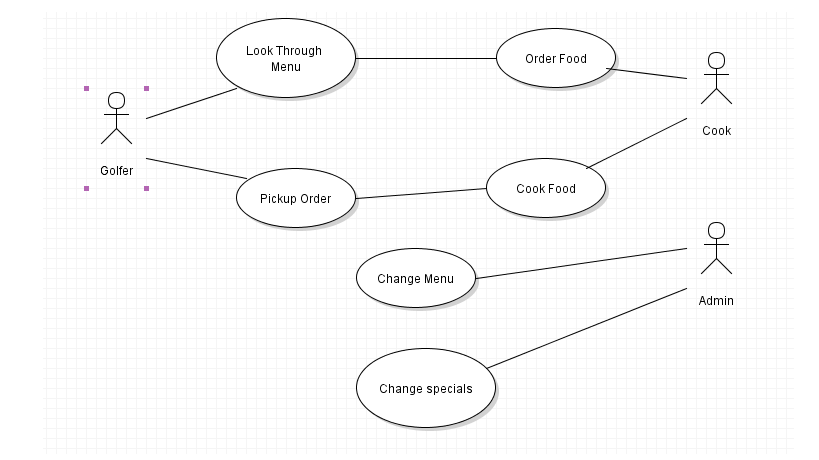 Look Through
Menu
Order Food
Cook
Golfer
Pickup Order
Cook Food
Change Menu
Admin
Change specials